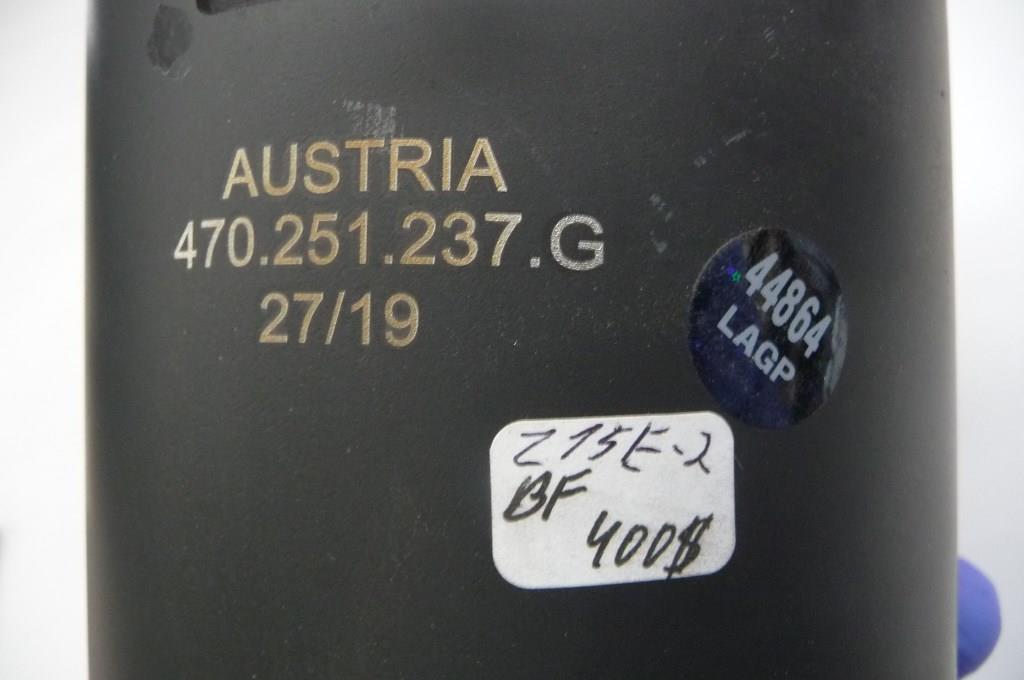 AUSTRIA
470.251.237.G
27/19
44864
LAGP
Z15E-2
BF
400$